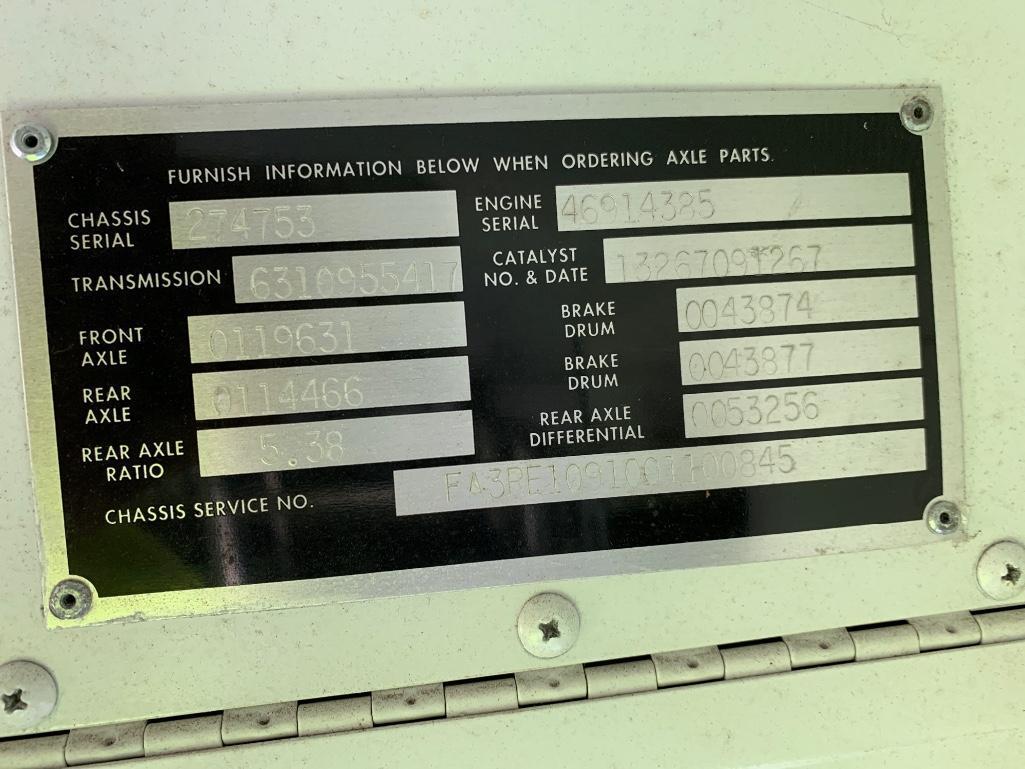 FURNISH INFORMATION BELOW WHEN ORDERING AXLE PARTS.
CHASSIS SERIAL 274753
ENGINE SERIAL 46914385
TRANSMISSION 6310955417
CATALYST NO. & DATE 13267091267
FRONT AXLE 0119631
BRAKE DRUM 0043874
REAR AXLE 0114466
BRAKE DRUM 0043877
REAR AXLE RATIO 5.38
REAR AXLE DIFFERENTIAL 0053256
CHASSIS SERVICE NO. FA3RE1091001100845